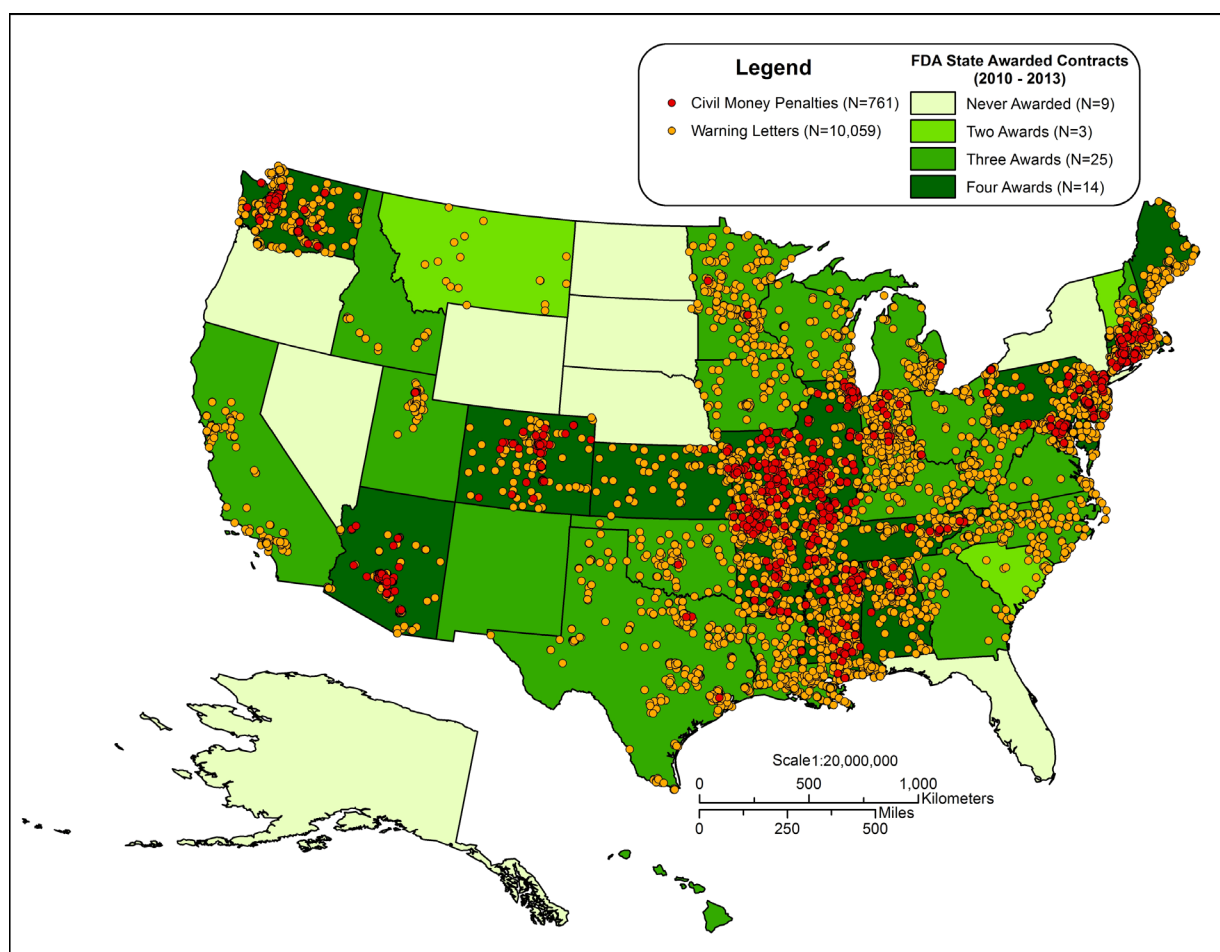 Legend
Civil Money Penalties (N=761)
Warning Letters (N=10,059)
FDA State Awarded Contracts
(2010 - 2013)
Never Awarded (N=9)
Two Awards (N=3)
Three Awards (N=25)
Four Awards (N=14)
Scale1:20,000,000
0 500 1,000
Kilometers
Miles
0 250 500